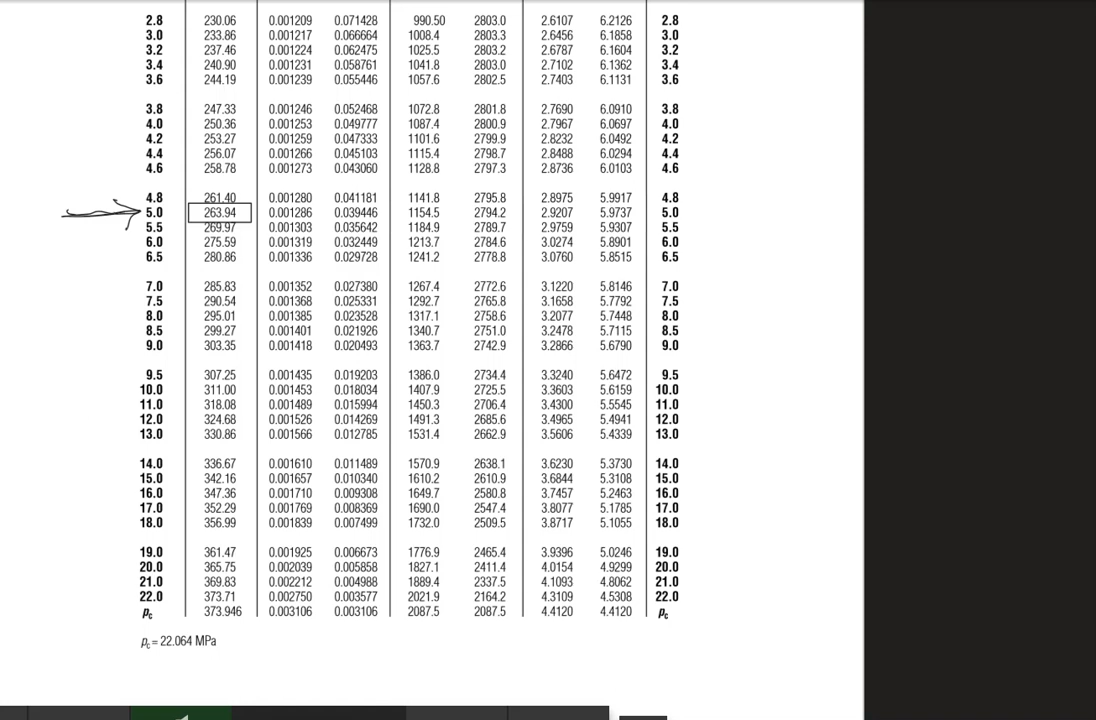 2.8 230.06 0.001209 0.071428 990.50 2803.0 2.6107 6.2126 2.8
3.0 233.86 0.001217 0.066664 1008.4 2803.3 2.6456 6.1858 3.0
3.2 237.46 0.001224 0.062475 1025.5 2803.2 2.6787 6.1604 3.2
3.4 240.90 0.001231 0.058761 1041.8 2803.0 2.7102 6.1362 3.4
3.6 244.19 0.001239 0.055446 1057.6 2802.5 2.7403 6.1131 3.6
3.8 247.33 0.001246 0.052468 1072.8 2801.8 2.7690 6.0910 3.8
4.0 250.36 0.001253 0.049777 1087.4 2800.9 2.7967 6.0697 4.0
4.2 253.27 0.001259 0.047333 1101.6 2799.9 2.8232 6.0492 4.2
4.4 256.07 0.001266 0.045103 1115.4 2798.7 2.8488 6.0294 4.4
4.6 258.78 0.001273 0.043060 1128.8 2797.3 2.8736 6.0103 4.6
4.8 261.40 0.001280 0.041181 1141.8 2795.8 2.8975 5.9917 4.8
5.0 263.94 0.001286 0.039446 1154.5 2794.2 2.9207 5.9737 5.0
5.5 269.97 0.001303 0.035642 1184.9 2789.7 2.9759 5.9307 5.5
6.0 275.59 0.001319 0.032449 1213.7 2784.6 3.0274 5.8901 6.0
6.5 280.86 0.001336 0.029728 1241.2 2778.8 3.0760 5.8515 6.5
7.0 285.83 0.001352 0.027380 1267.4 2772.6 3.1220 5.8146 7.0
7.5 290.54 0.001368 0.025331 1292.7 2765.8 3.1658 5.7792 7.5
8.0 295.01 0.001385 0.023528 1317.1 2758.6 3.2077 5.7448 8.0
8.5 299.27 0.001401 0.021926 1340.7 2751.0 3.2478 5.7115 8.5
9.0 303.35 0.001418 0.020493 1363.7 2742.9 3.2866 5.6790 9.0
9.5 307.25 0.001435 0.019203 1386.0 2734.4 3.3240 5.6472 9.5
10.0 311.00 0.001453 0.018034 1407.9 2725.5 3.3603 5.6159 10.0
11.0 318.08 0.001489 0.015994 1450.3 2706.4 3.4300 5.5545 11.0
12.0 324.68 0.001526 0.014269 1491.3 2685.6 3.4965 5.4941 12.0
13.0 330.86 0.001566 0.012785 1531.4 2662.9 3.5606 5.4339 13.0
14.0 336.67 0.001610 0.011489 1570.9 2638.1 3.6230 5.3730 14.0
15.0 342.16 0.001657 0.010340 1610.2 2610.9 3.6844 5.3108 15.0
16.0 347.36 0.001710 0.009308 1649.7 2580.8 3.7457 5.2463 16.0
17.0 352.29 0.001769 0.008369 1690.0 2547.4 3.8077 5.1785 17.0
18.0 356.99 0.001839 0.007499 1732.0 2509.5 3.8717 5.1055 18.0
19.0 361.47 0.001925 0.006673 1776.9 2465.4 3.9396 5.0246 19.0
20.0 365.75 0.002039 0.005858 1827.1 2411.4 4.0154 4.9299 20.0
21.0 369.83 0.002212 0.004988 1889.4 2337.5 4.1093 4.8062 21.0
22.0 373.71 0.002750 0.003577 2021.9 2164.2 4.3109 4.5308 22.0
pc 373.946 0.003106 0.003106 2087.5 2087.5 4.4120 4.4120 pc
pc = 22.064 MPa